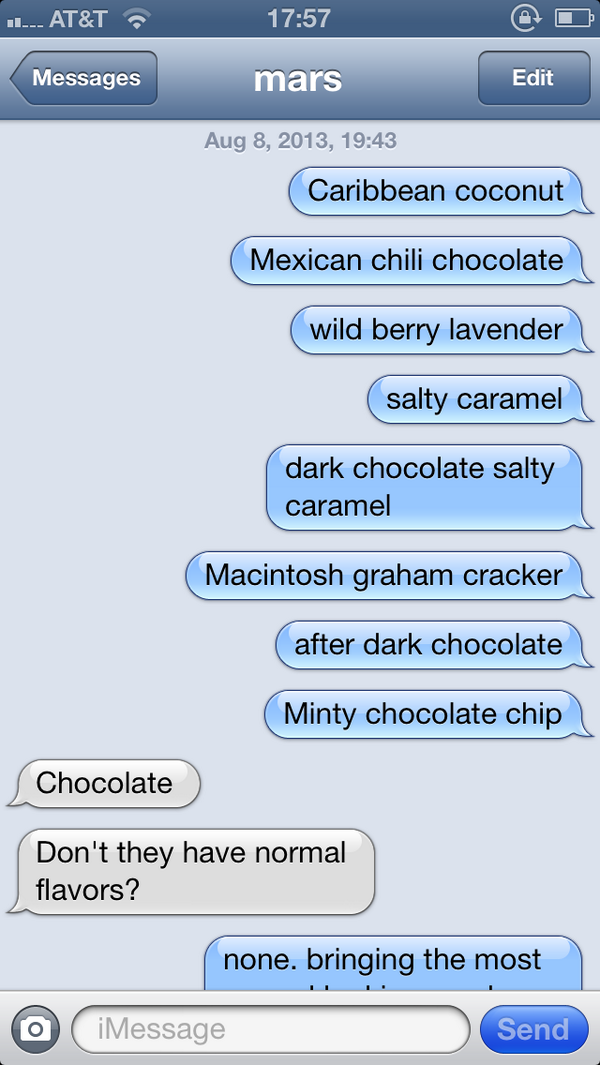 AT&T 17:57
Messages mars Edit
Aug 8, 2013, 19:43
Caribbean coconut
Mexican chili chocolate
wild berry lavender
salty caramel
dark chocolate salty
caramel
Macintosh graham cracker
after dark chocolate
Minty chocolate chip
Chocolate
Don't they have normal
flavors?
none. bringing the most
iMessage Send